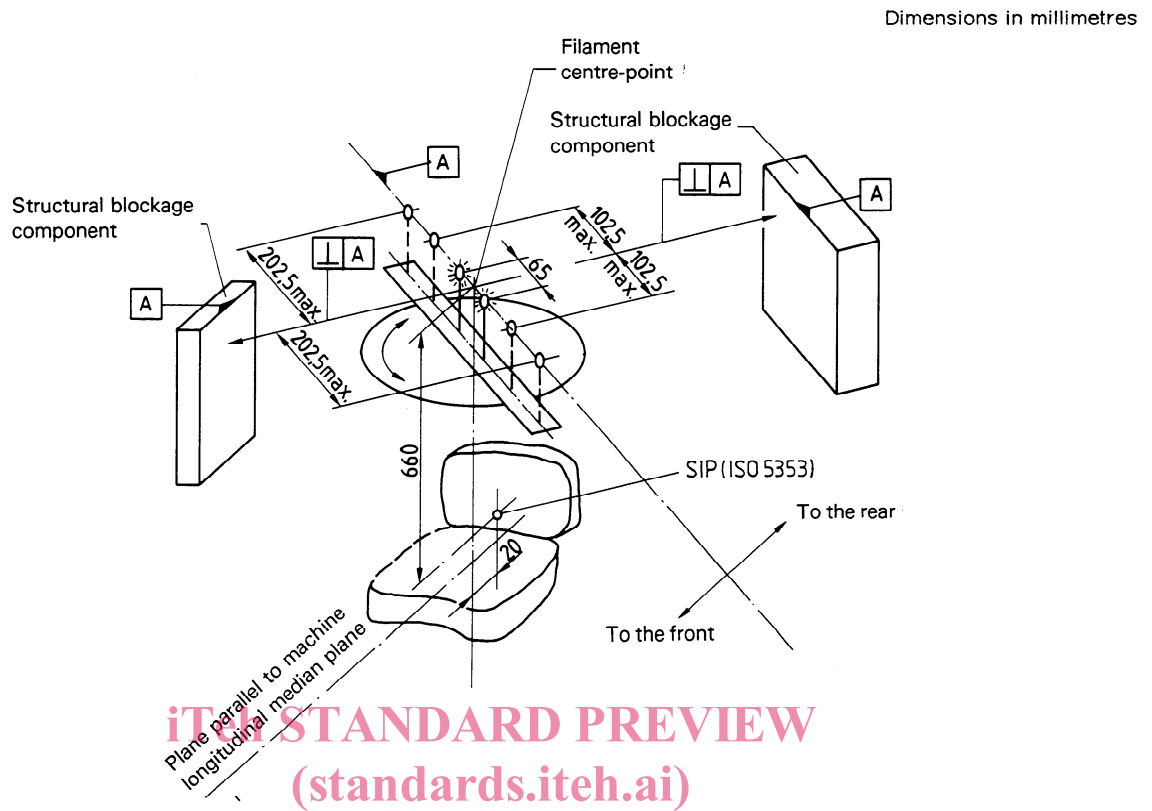 Dimensions in millimetres
Filament
centre-point
Structural blockage
component
A
⊥ A
A
Structural blockage
component
⊥ A
A
102,5
max.
102,5
max.
65
202,5 max.
202,5 max.
660
SIP (ISO 5353)
To the rear
20
To the front
Plane parallel to machine
longitudinal median plane
iTeh STANDARD PREVIEW
(standards.iteh.ai)